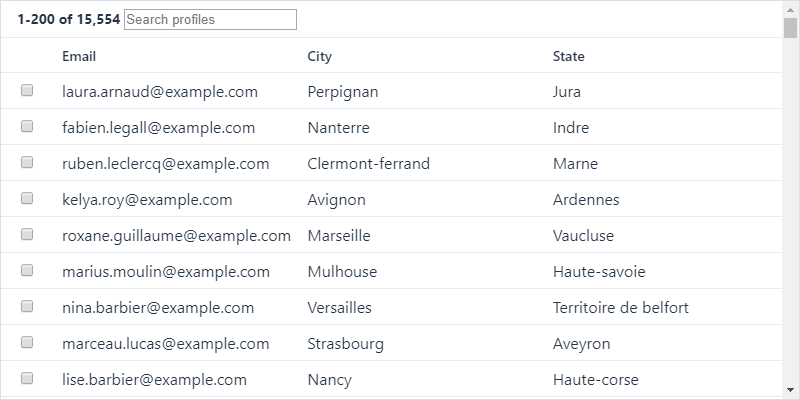 1-200 of 15,554 Search profiles
Email City State
laura.arnaud@example.com Perpignan Jura
fabien.legall@example.com Nanterre Indre
ruben.leclercq@example.com Clermont-ferrand Marne
kelya.roy@example.com Avignon Ardennes
roxane.guillaume@example.com Marseille Vaucluse
marius.moulin@example.com Mulhouse Haute-savoie
nina.barbier@example.com Versailles Territoire de belfort
marceau.lucas@example.com Strasbourg Aveyron
lise.barbier@example.com Nancy Haute-corse